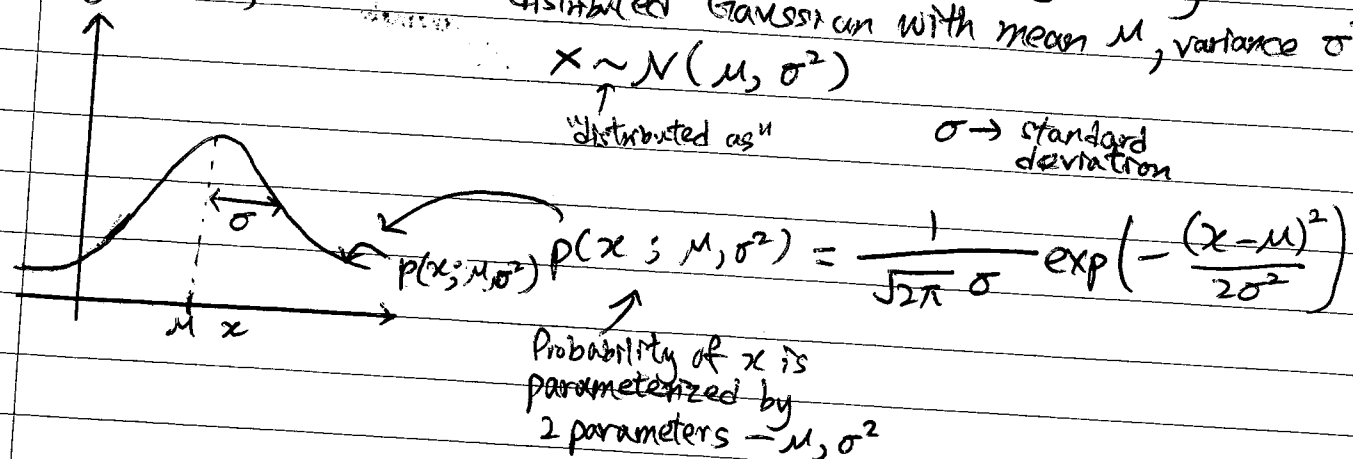 distributed Gaussian with mean μ, variance σ
X ~ N(μ, σ²)
"distributed as"
σ → standard
deviation
σ
p(x; μ, σ²) p(x ; μ, σ²) = 1/(√2π σ) exp(-(x-μ)²/2σ²)
μ x
Probability of x is
parameterized by
2 parameters - μ, σ²